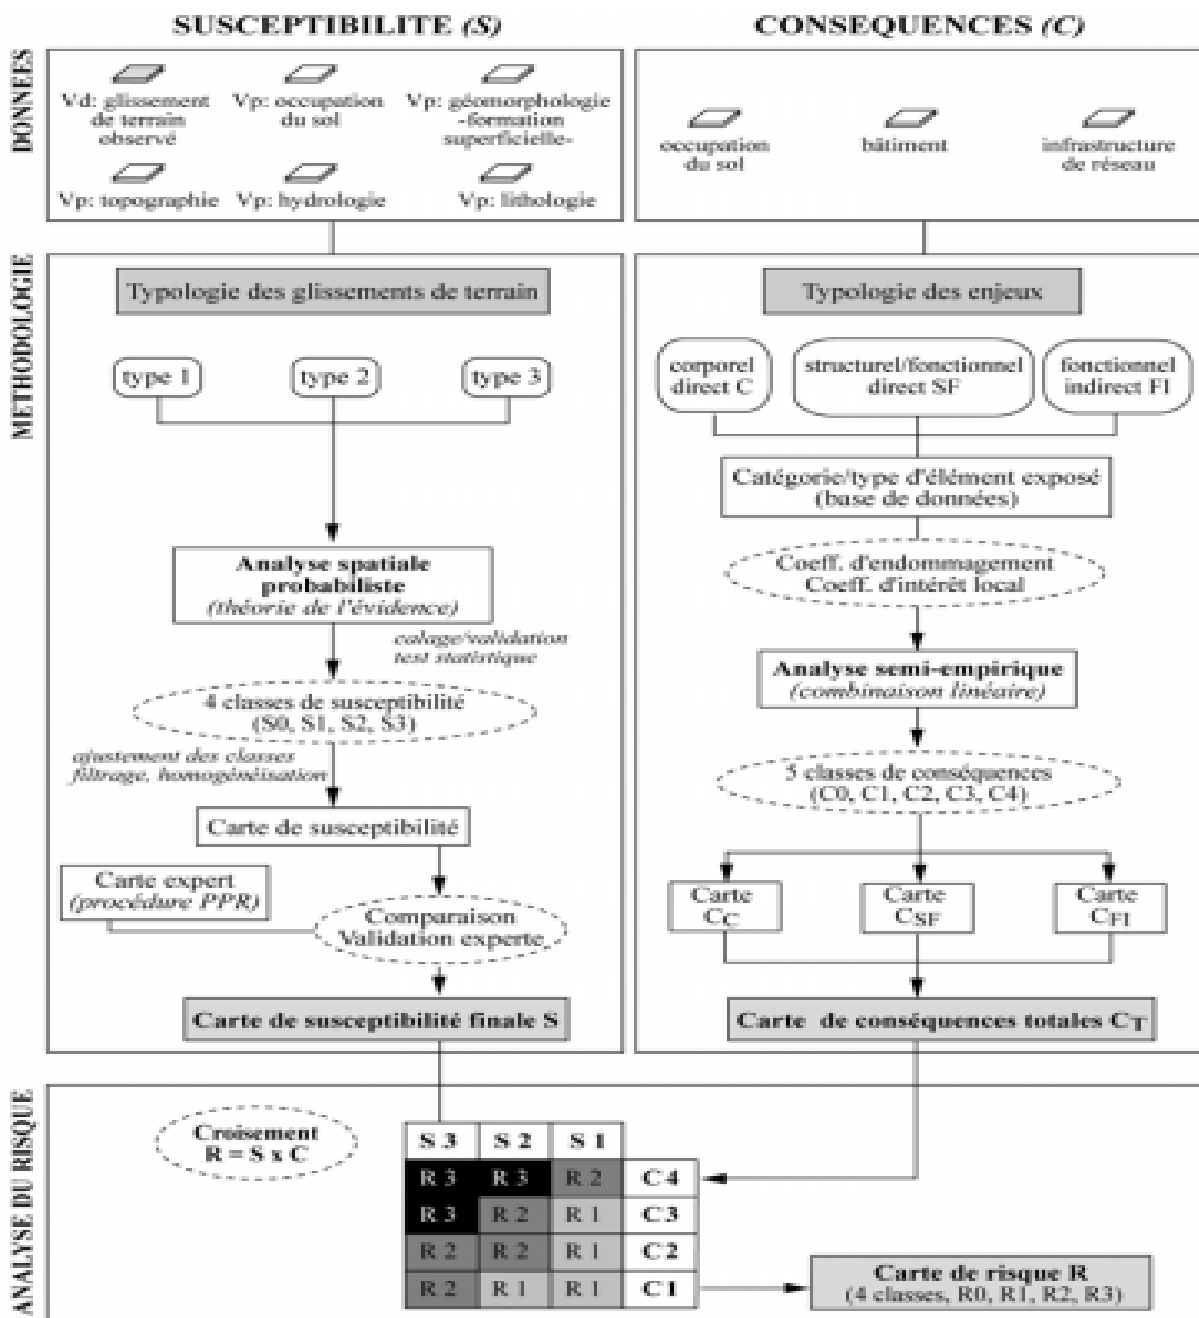 SUSCEPTIBILITE (S)
CONSEQUENCES (C)
DONNEES
Vd: glissement
de terrain
observé
Vp: occupation
du sol
Vp: géomorphologie
-formation
superficielle-
Vp: topographie
Vp: hydrologie
Vp: lithologie
occupation
du sol
bâtiment
infrastructure
de réseau
METHODOLOGIE
Typologie des glissements de terrain
type 1
type 2
type 3
Analyse spatiale
probabiliste
(théorie de l'évidence)
calage/validation
test statistique
4 classes de susceptibilité
(S0, S1, S2, S3)
ajustement des classes
filtrage, homogénéisation
Carte de susceptibilité
Carte expert
(procédure PPR)
Comparaison
Validation experte
Carte de susceptibilité finale S
Typologie des enjeux
corporel
direct C
structurel/fonctionnel
direct SF
fonctionnel
indirect FI
Catégorie/type d'élément exposé
(base de données)
Coeff. d'endommagement
Coeff. d'intérêt local
Analyse semi-empirique
(combinaison linéaire)
5 classes de conséquences
(C0, C1, C2, C3, C4)
Carte
CC
Carte
CSF
Carte
CFI
Carte de conséquences totales CT
ANALYSE DU RISQUE
Croisement
R = S x C
S 3 S 2 S 1
R 3 R 3 R 2 C4
R 3 R 2 R 1 C3
R 2 R 2 R 1 C2
R 2 R 1 R 1 C1
Carte de risque R
(4 classes, R0, R1, R2, R3)